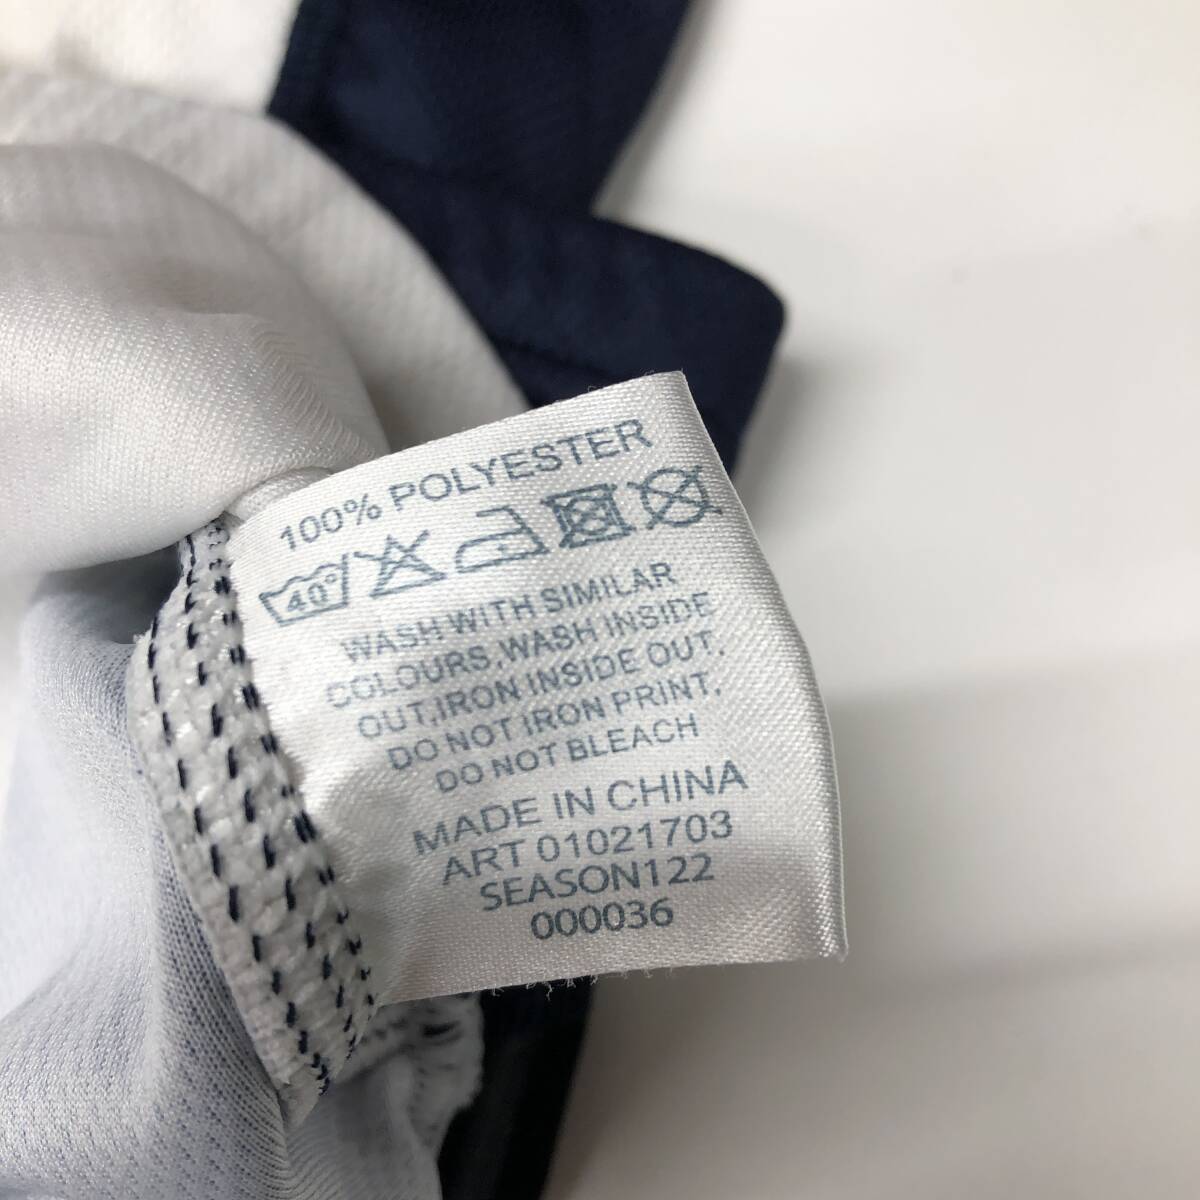 100% POLYESTER
40°
WASH WITH SIMILAR
COLOURS,WASH INSIDE
OUT,IRON INSIDE OUT.
DO NOT IRON PRINT.
DO NOT BLEACH
MADE IN CHINA
ART 01021703
SEASON122
000036